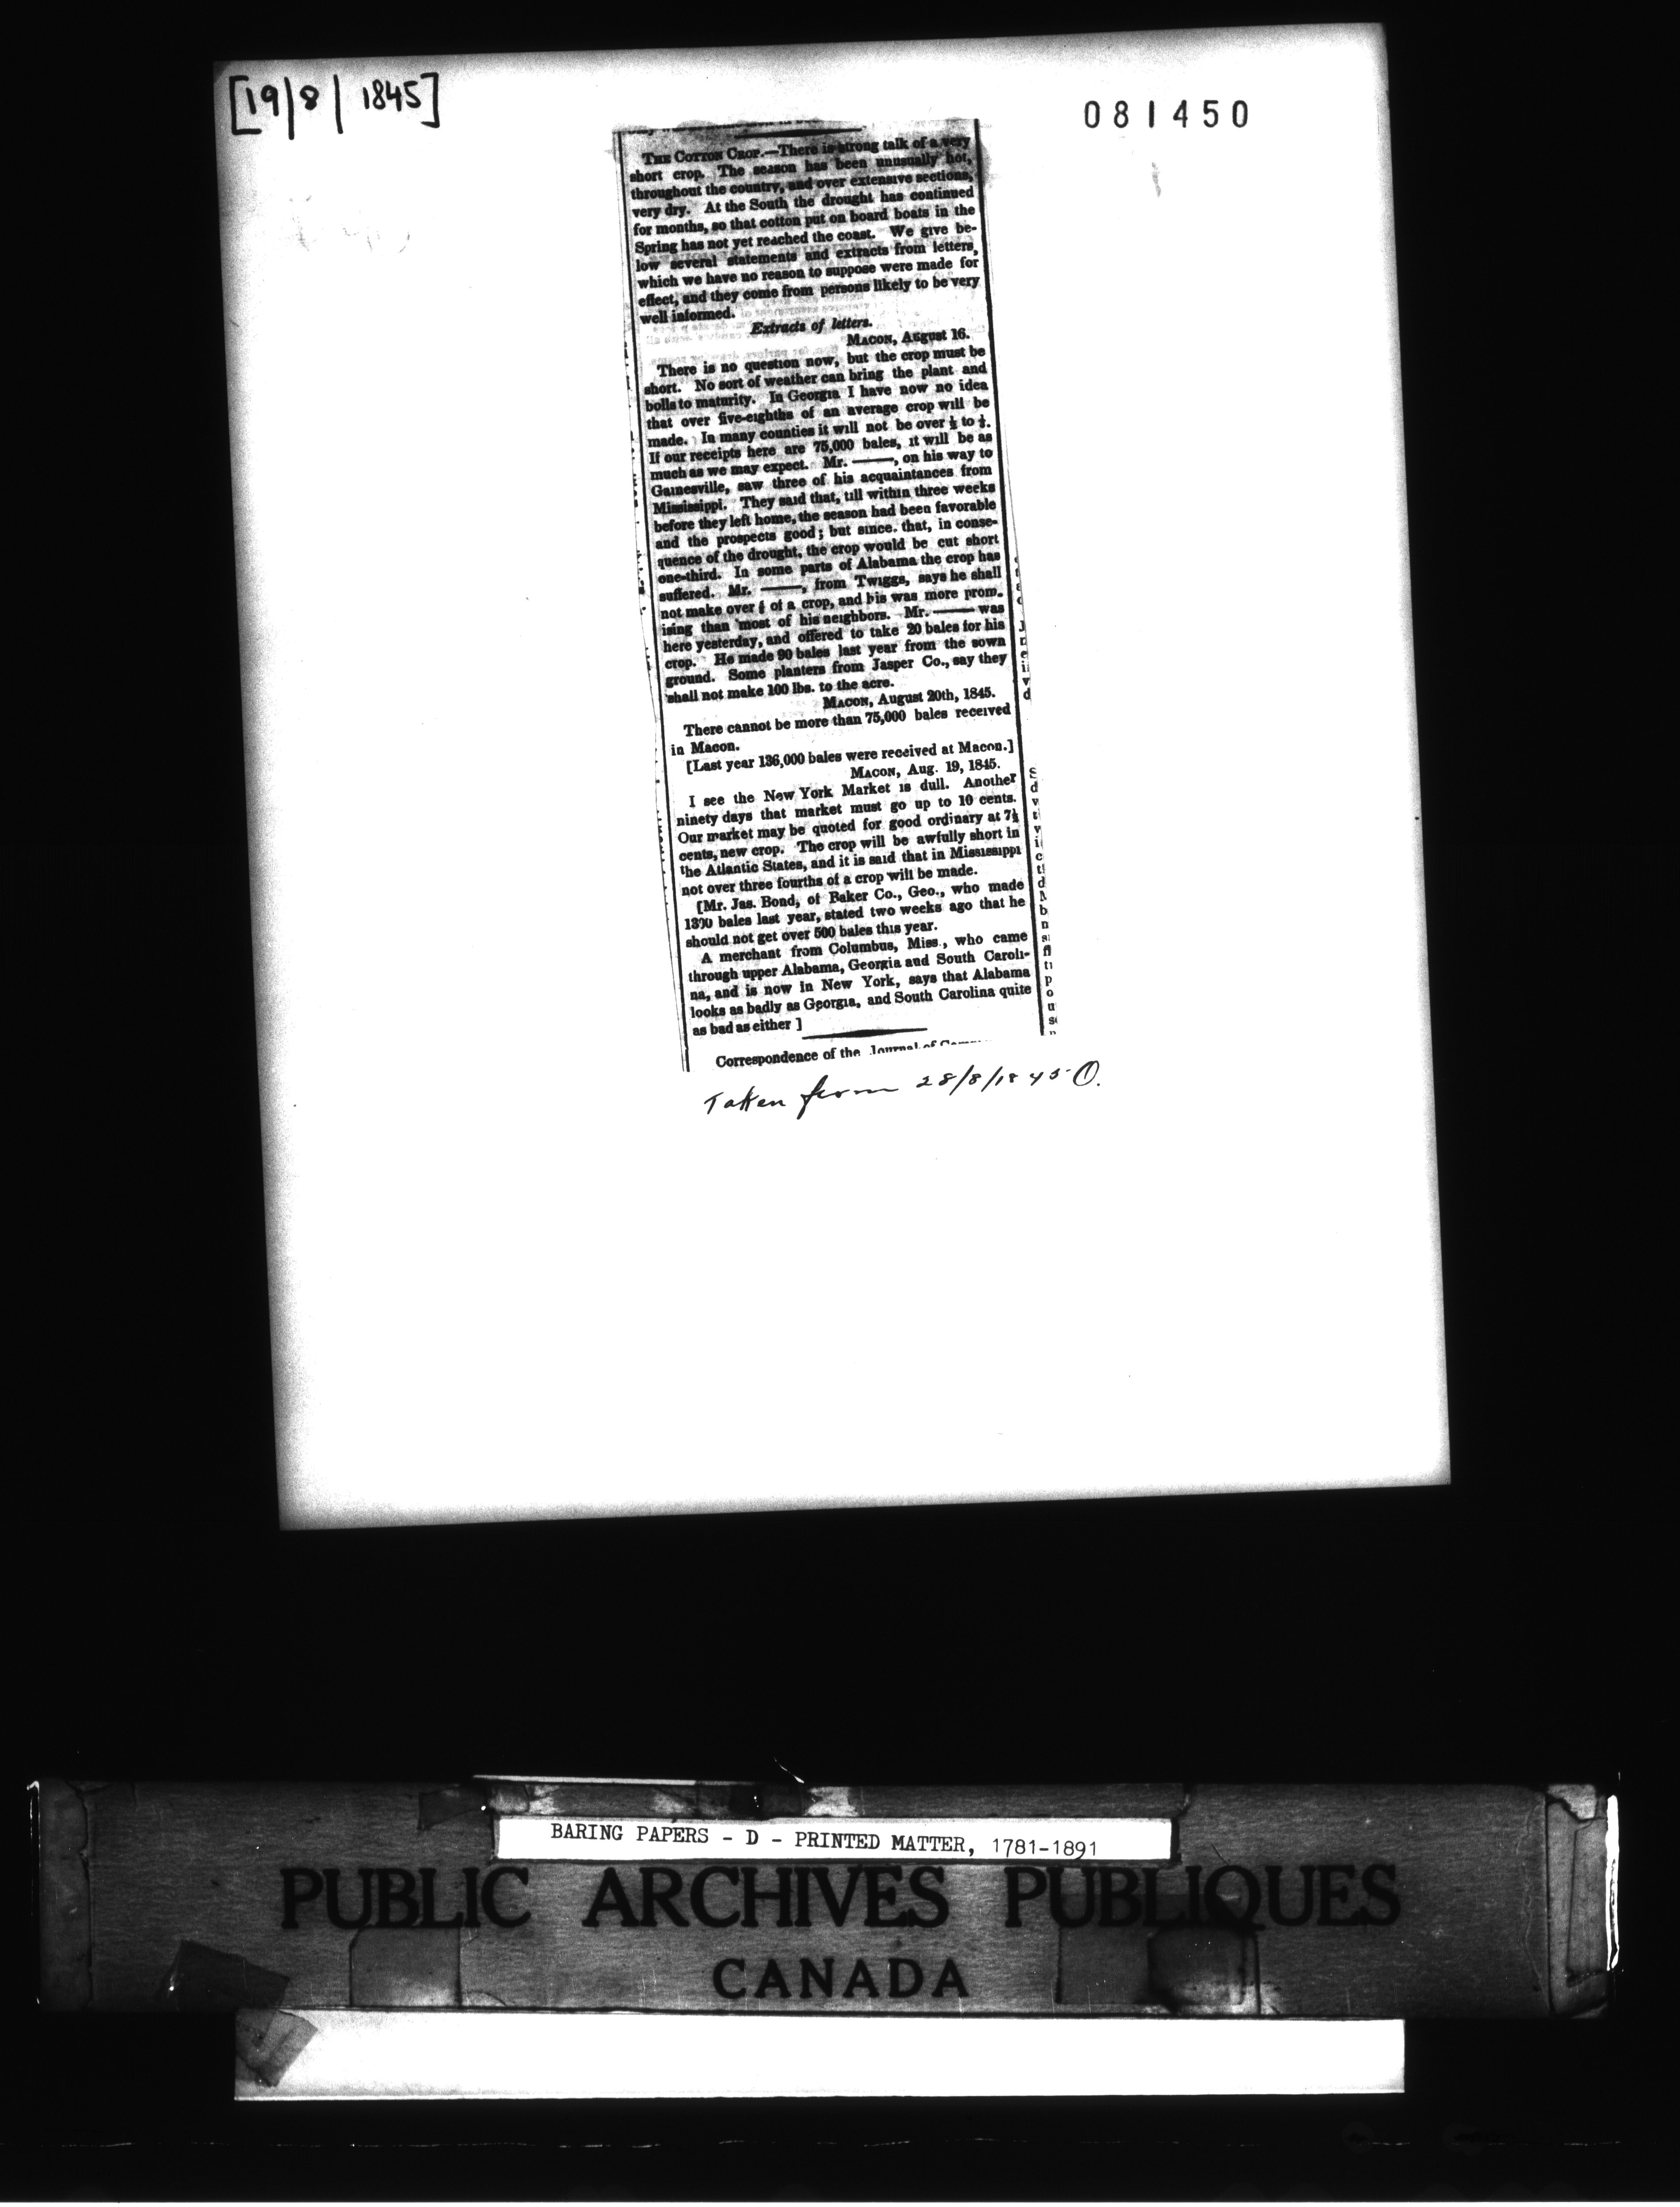 [19/8/1845]
081450
THE COTTON CROP.—There is strong talk of a very
short crop. The season has been unusually hot,
throughout the country, and over extensive sections,
very dry. At the South the drought has continued
for months, so that cotton put on board boats in the
Spring has not yet reached the coast. We give be-
low several statements and extracts from letters,
which we have no reason to suppose were made for
effect, and they come from persons likely to be very
well informed.
Extracts of letters.
MACON, August 16.
There is no question now, but the crop must be
short. No sort of weather can bring the plant and
bolls to maturity. In Georgia I have now no idea
that over five-eighths of an average crop will be
made. In many counties it will not be over to
If our receipts here are 75,000 bales, it will be as
much as we may expect. Mr. ———, on his way to
Gainesville, saw three of his acquaintances from
Mississippi. They said that, till within three weeks
before they left home, the season had been favorable
and the prospects good; but since that, in conse-
quence of the drought, the crop would be cut short
one-third. In some parts of Alabama the crop has
suffered. Mr. ———, from Twiggs, says he shall
not make over of a crop, and his was more prom-
ising than most of his neighbors. Mr. ——— was
here yesterday, and offered to take 20 bales for his
crop. He made 90 bales last year from the sown
ground. Some planters from Jasper Co., say they
shall not make 100 lbs. to the acre.
MACON, August 20th, 1845.
There cannot be more than 75,000 bales received
in Macon.
[Last year 136,000 bales were received at Macon.]
MACON, Aug. 19, 1845.
I see the New York Market is dull. Another
ninety days that market must go up to 10 cents.
Our market may be quoted for good ordinary at 7½
cents, new crop. The crop will be awfully short in
the Atlantic States, and it is said that in Mississippi
not over three fourths of a crop will be made.
[Mr. Jas. Bond, of Baker Co., Geo., who made
bales last year, stated two weeks ago that he
should not get over 500 bales this year.
A merchant from Columbus, Miss., who came
through upper Alabama, Georgia and South Caroli-
na, and is now in New York, says that Alabama
looks as badly as Georgia, and South Carolina quite
as bad as either ]
Correspondence of the Journal of
Taken from 28/8/1845
BARING PAPERS - D - PRINTED MATTER, 1781-1891
PUBLIC ARCHIVES PUBLIQUES
CANADA